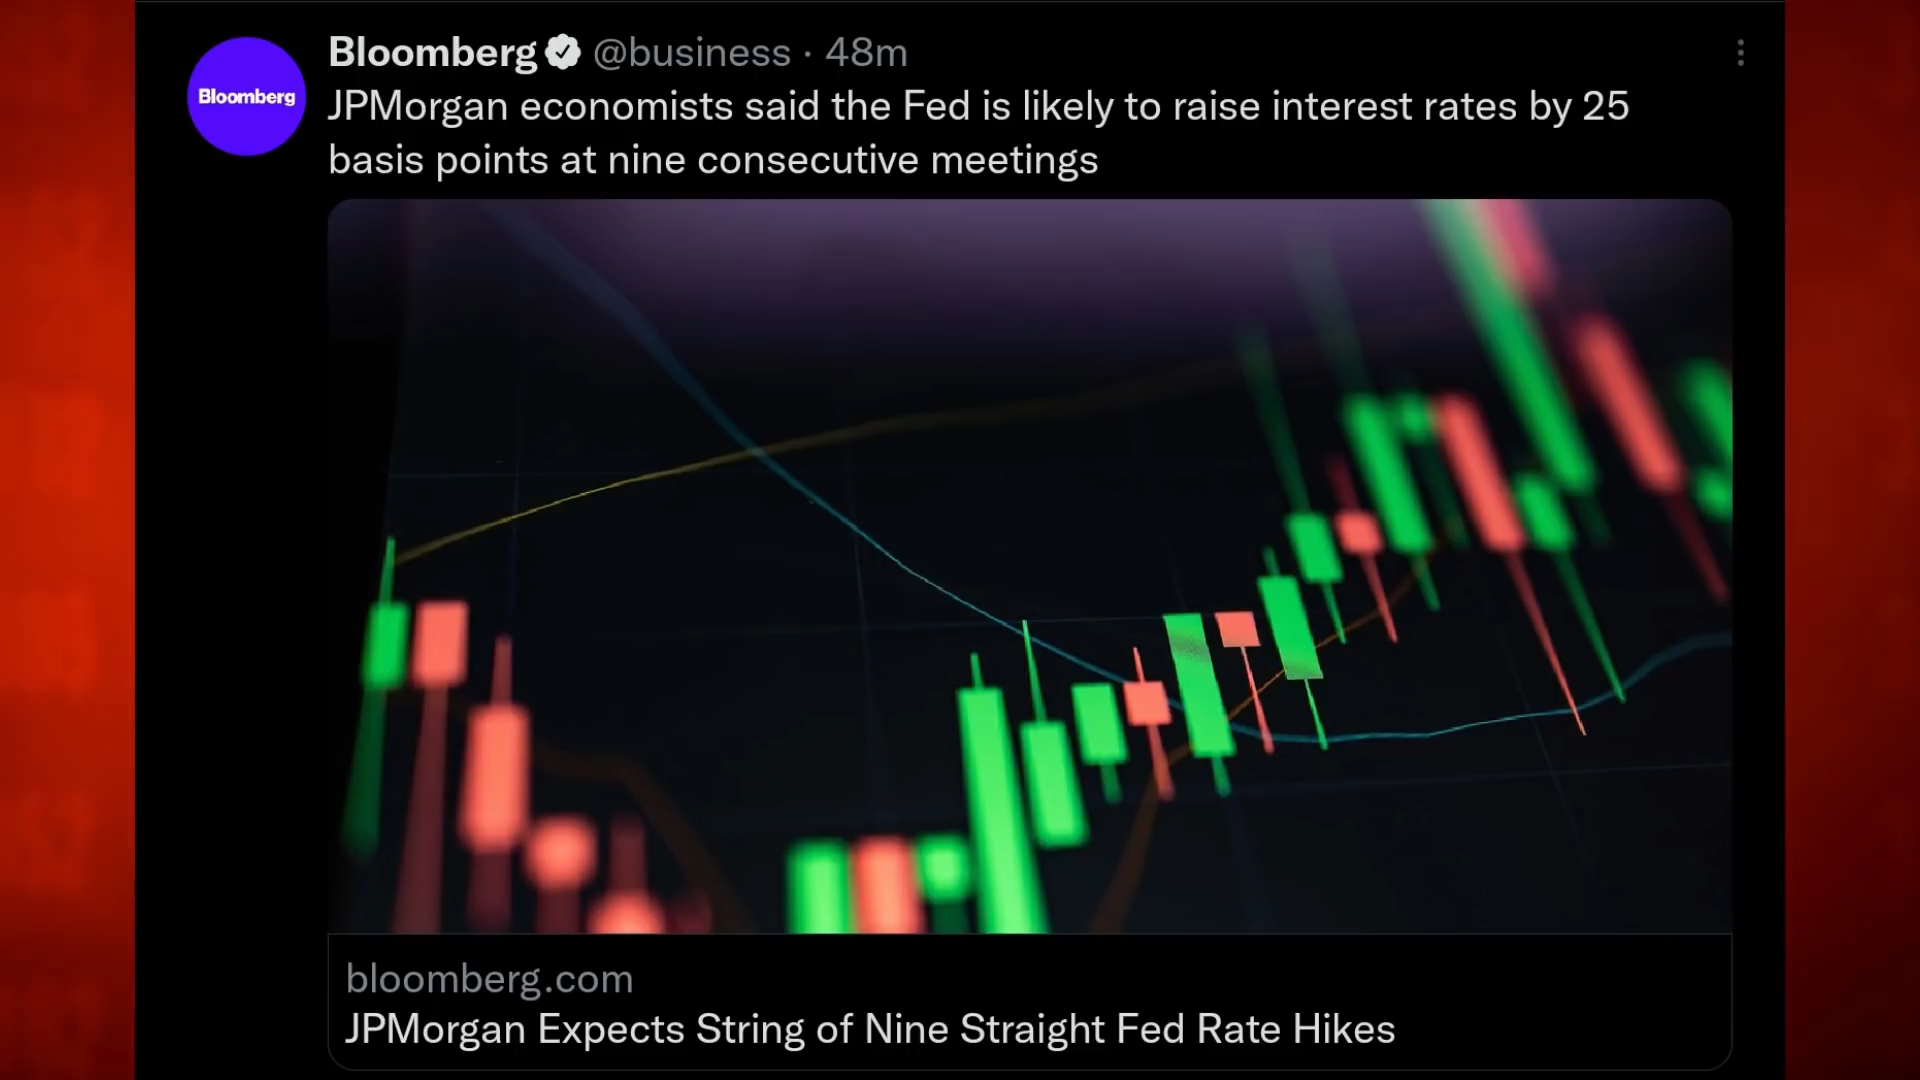 Bloomberg @business · 48m
Bloomberg
JPMorgan economists said the Fed is likely to raise interest rates by 25
basis points at nine consecutive meetings
bloomberg.com
JPMorgan Expects String of Nine Straight Fed Rate Hikes